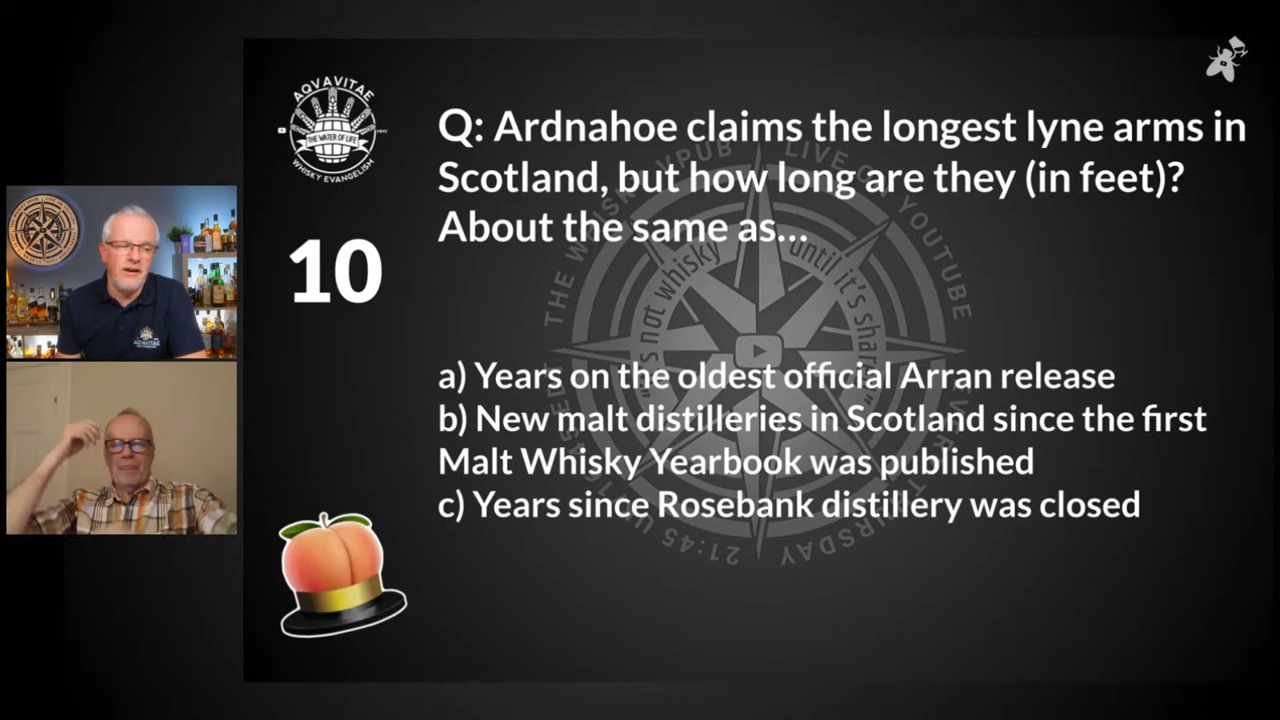 AQVAVITAE
THE WATER OF LIFE
WHISKY EVANGELISM
10
Q: Ardnahoe claims the longest lyne arms in
Scotland, but how long are they (in feet)?
About the same as...
a) Years on the oldest official Arran release
b) New malt distilleries in Scotland since the first
Malt Whisky Yearbook was published
c) Years since Rosebank distillery was closed
AQVAVITAE